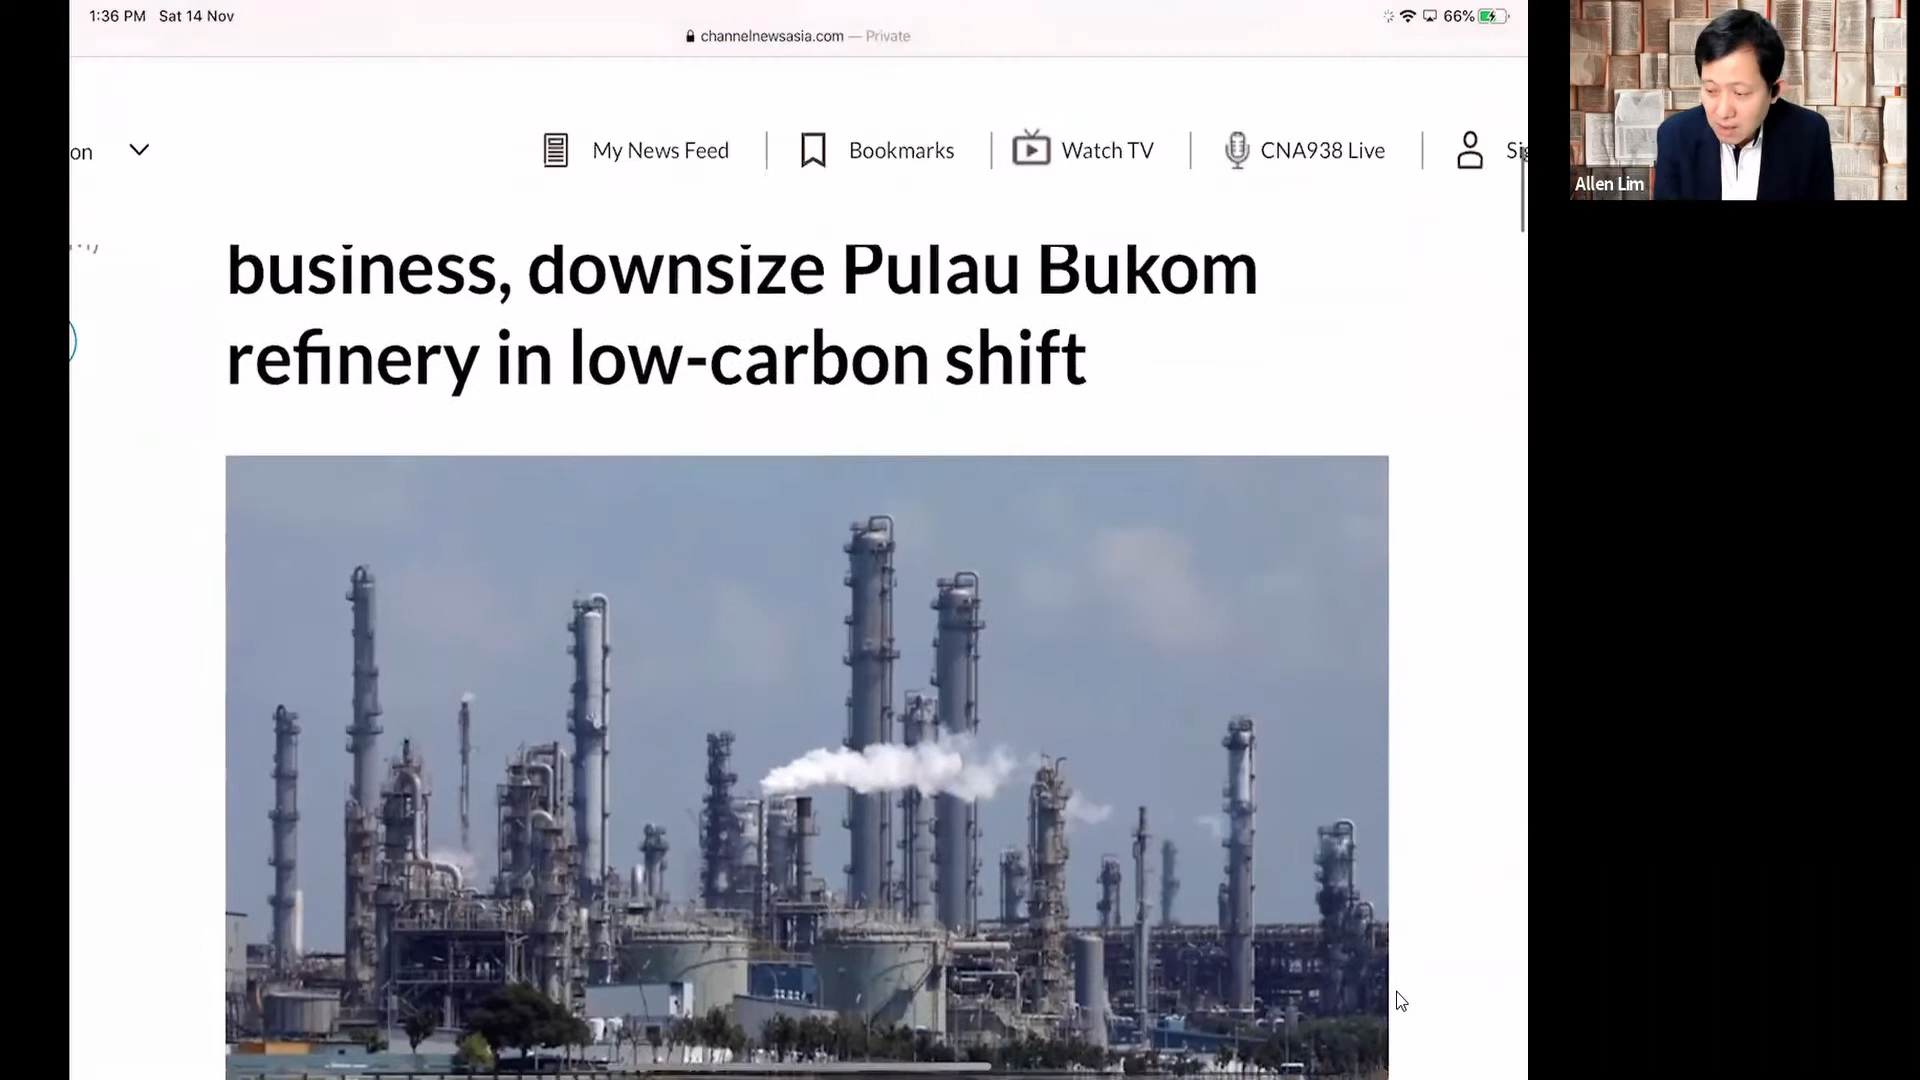 1:36 PM Sat 14 Nov
66%
channelnewsasia.com — Private
on
My News Feed
Bookmarks
Watch TV
CNA938 Live
Allen Lim
business, downsize Pulau Bukom
refinery in low-carbon shift